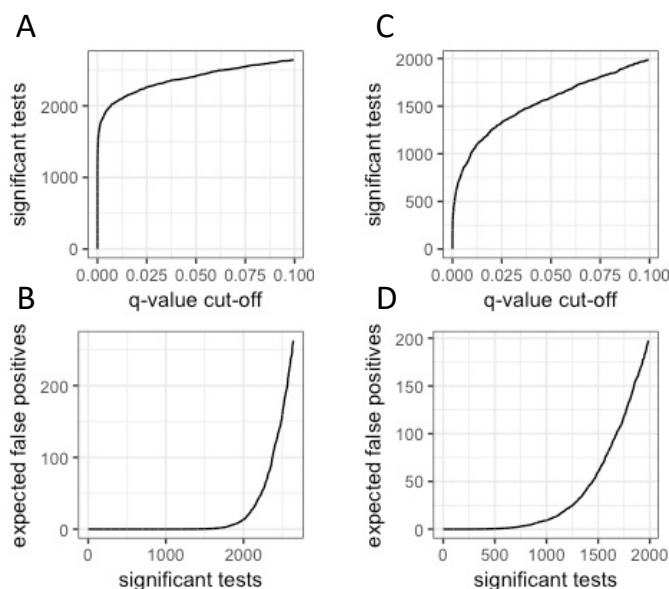 A
significant tests
2000
1000
0
0.000 0.025 0.050 0.075 0.100
q-value cut-off
C
significant tests
2000
1500
1000
500
0
0.000 0.025 0.050 0.075 0.100
q-value cut-off
B
expected false positives
200
100
0
0 1000 2000
significant tests
D
expected false positives
200
150
100
50
0
0 500 1000 1500 2000
significant tests